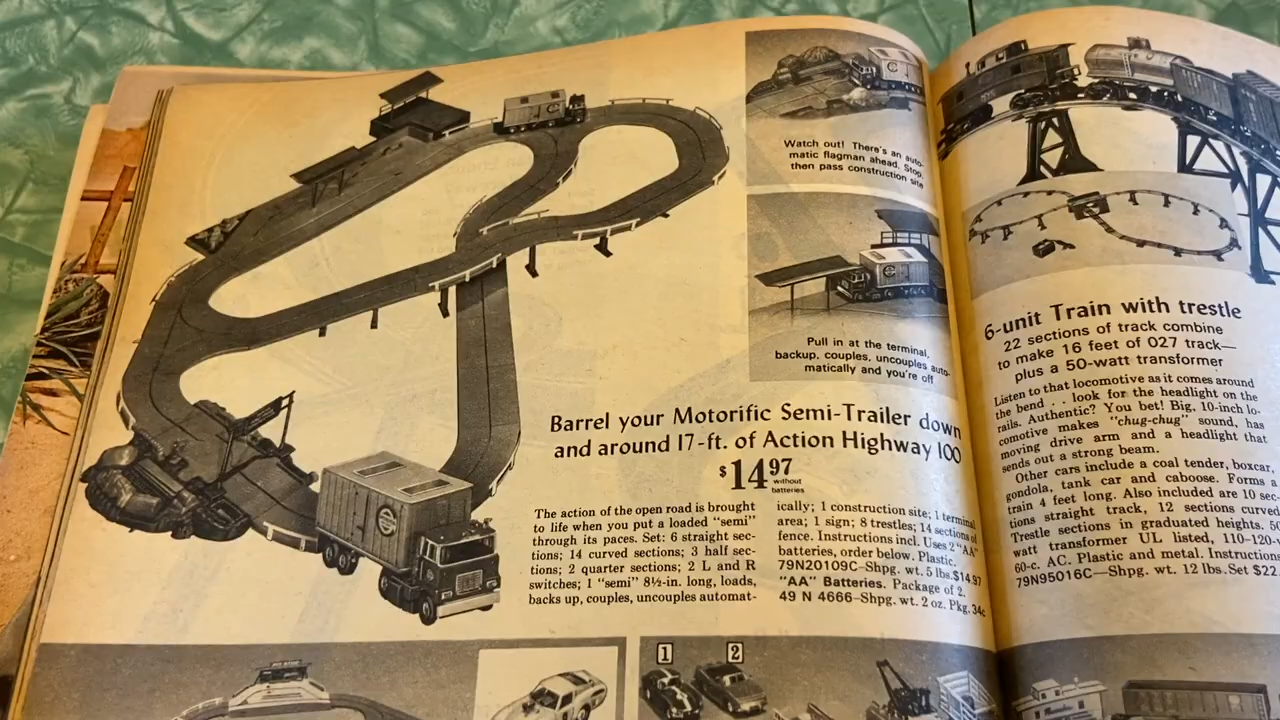 Watch out! There's an auto-
matic flagman ahead. Stop,
then pass construction site
Pull in at the terminal,
backup, couples, uncouples auto-
matically and you're off
Barrel your Motorific Semi-Trailer down
and around 17-ft. of Action Highway 100
$14 97
without
batteries
The action of the open road is brought
to life when you put a loaded "semi"
through its paces. Set: 6 straight sec-
tions; 14 curved sections; 3 half sec-
tions; 2 quarter sections; 2 L and R
switches; 1 "semi" 8½-in. long, loads,
backs up, couples, uncouples automat-
ically; 1 construction site; 1 terminal
area; 1 sign; 8 trestles; 14 sections of
fence. Instructions incl. Uses 2 "AA"
batteries, order below. Plastic.
79N20109C—Shpg. wt. 5 lbs. $14.97
"AA" Batteries. Package of 2.
49 N 4666—Shpg. wt. 2 oz. Pkg. 34c
6-unit Train with trestle
22 sections of track combine
to make 16 feet of 027 track—
plus a 50-watt transformer
Listen to that locomotive as it comes around
the bend . . look for the headlight on the
rails. Authentic? You bet! Big, 10-inch lo-
comotive makes "chug-chug" sound, has
moving drive arm and a headlight that
sends out a strong beam.
Other cars include a coal tender, boxcar,
gondola, tank car and caboose. Forms a
train 4 feet long. Also included are 10 sec-
tions straight track, 12 sections curved
Trestle sections in graduated heights. 50
watt transformer UL listed, 110-120-v
60-c. AC. Plastic and metal. Instructions
79N95016C—Shpg. wt. 12 lbs. Set $22.
1
2